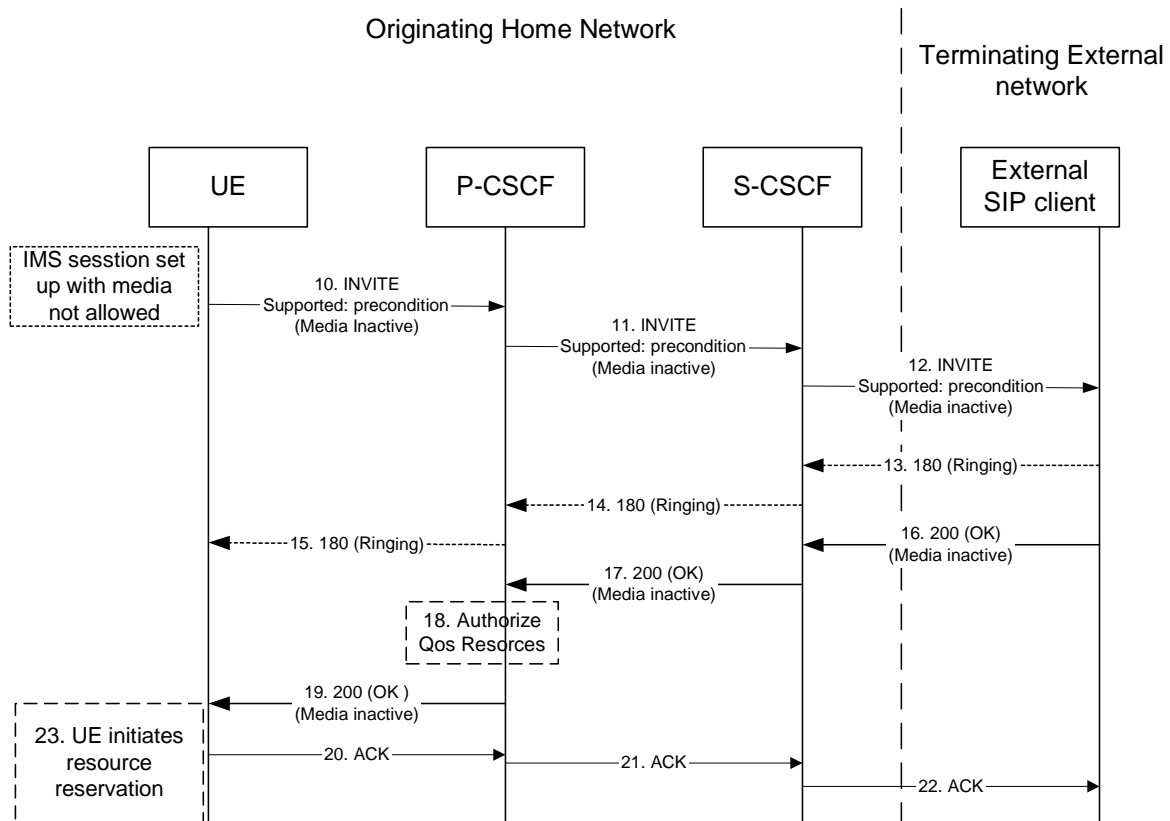 Originating Home Network
Terminating External
network
UE
P-CSCF
S-CSCF
External
SIP client
IMS sesstion set
up with media
not allowed
10. INVITE
Supported: precondition
(Media Inactive)
11. INVITE
Supported: precondition
(Media inactive)
12. INVITE
Supported: precondition
(Media inactive)
13. 180 (Ringing)
14. 180 (Ringing)
15. 180 (Ringing)
16. 200 (OK)
(Media inactive)
17. 200 (OK)
(Media inactive)
18. Authorize
Qos Resorces
19. 200 (OK )
(Media inactive)
23. UE initiates
resource
reservation
20. ACK
21. ACK
22. ACK